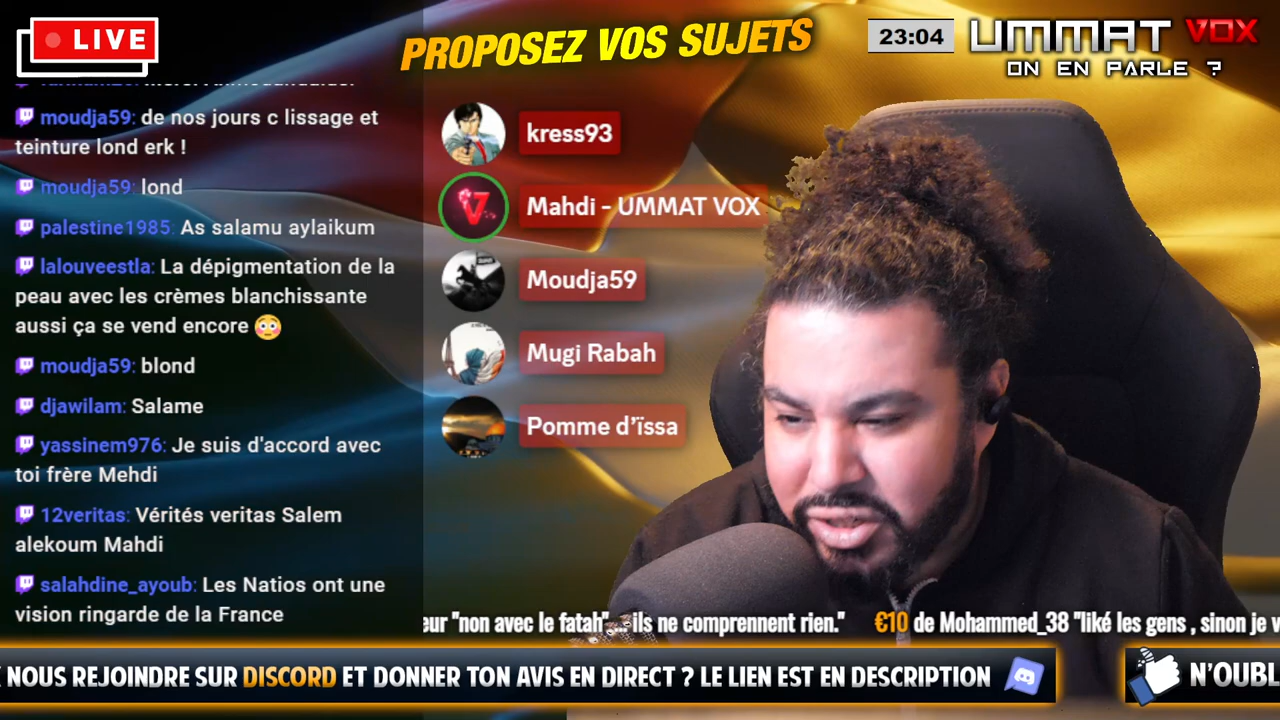 LIVE
PROPOSEZ VOS SUJETS
23:04
UMMAT VOX
ON EN PARLE ?
moudja59: de nos jours c lissage et
teinture lond erk !
moudja59: lond
palestine1985: As salamu aylaikum
lalouveestla: La dépigmentation de la
peau avec les crèmes blanchissante
aussi ça se vend encore 😳
moudja59: blond
djawilam: Salame
yassinem976: Je suis d'accord avec
toi frère Mehdi
12veritas: Vérités veritas Salem
alekoum Mahdi
salahdine_ayoub: Les Natios ont une
vision ringarde de la France
kress93
Mahdi - UMMAT VOX
Moudja59
Mugi Rabah
Pomme d'ïssa
eur "non avec le fatah" ils ne comprennent rien." €10 de Mohammed_38 "liké les gens , sinon je v
NOUS REJOINDRE SUR DISCORD ET DONNER TON AVIS EN DIRECT ? LE LIEN EST EN DESCRIPTION
N'OUBL